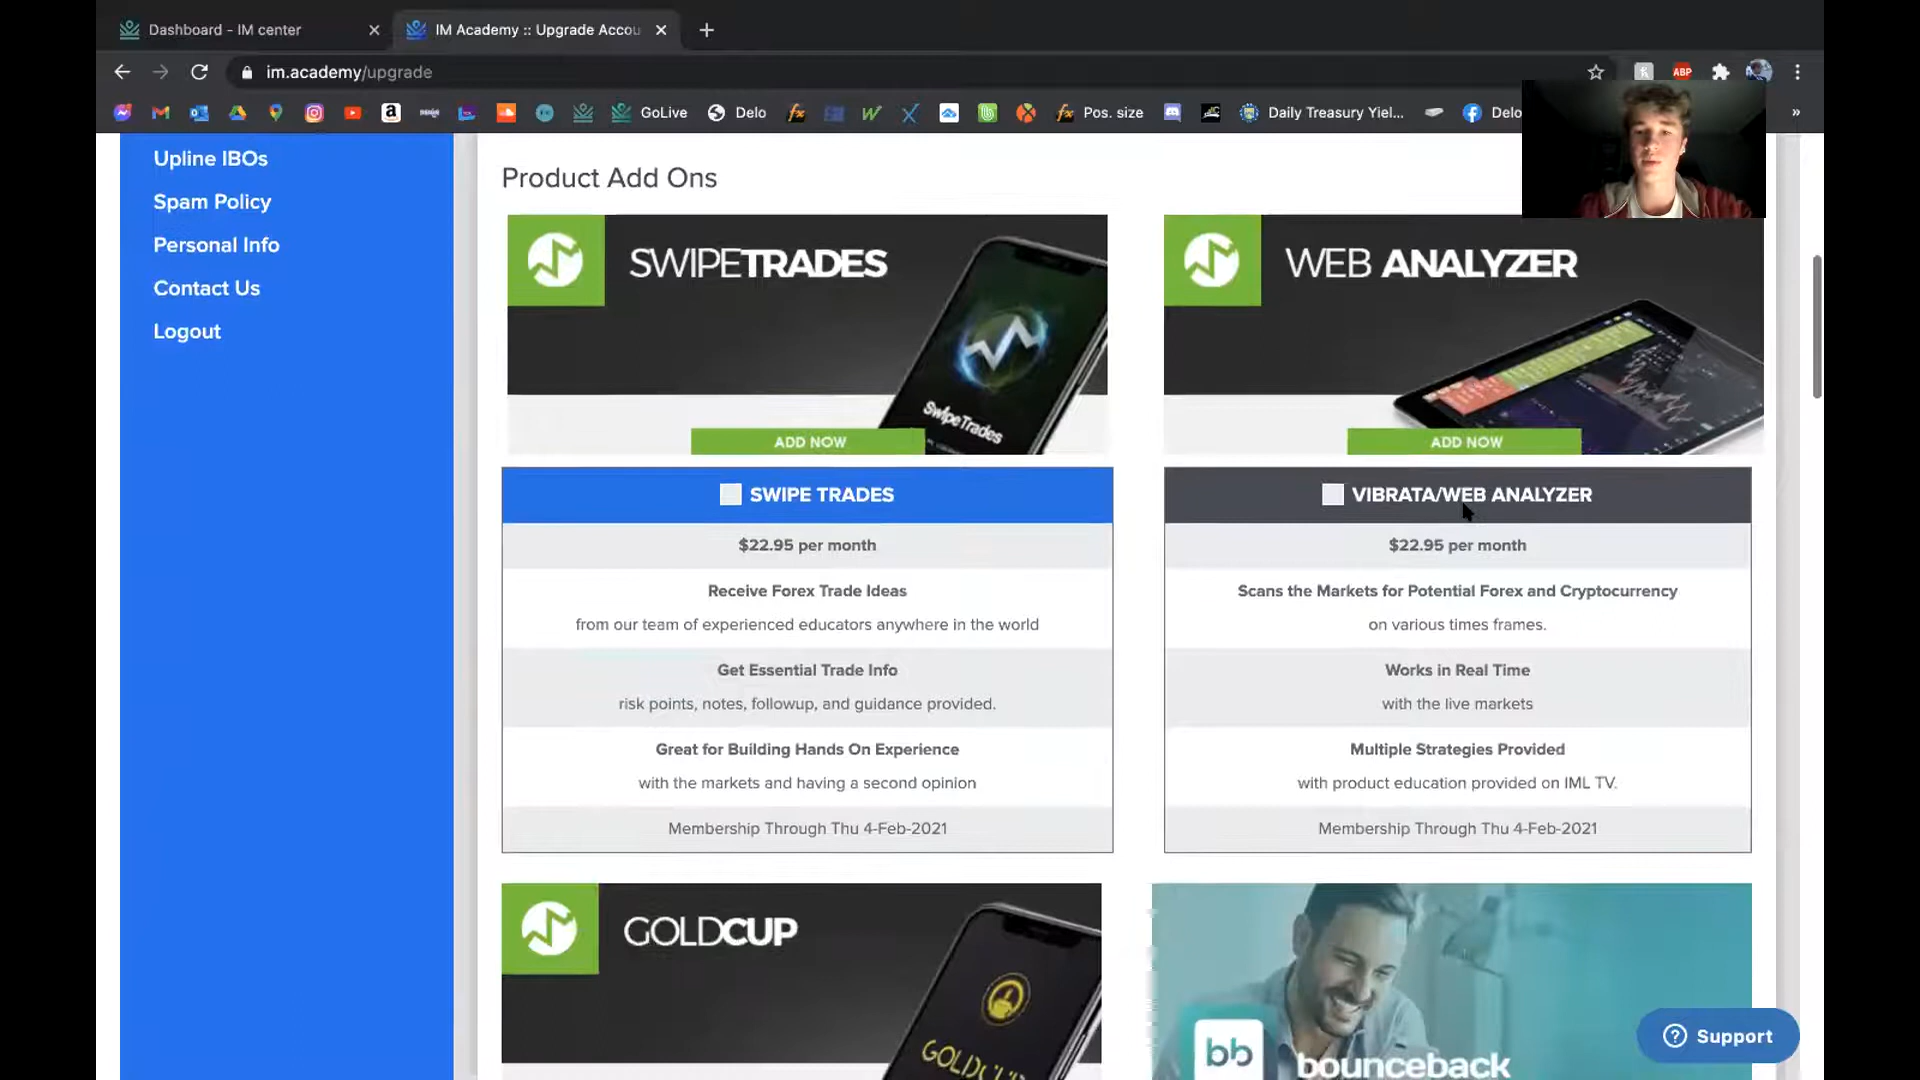 Dashboard - IM center
IM Academy :: Upgrade Accou
im.academy/upgrade
ABP
GoLive
Delo
Pos. size
Daily Treasury Yiel...
Delo
»
Upline IBOs
Spam Policy
Personal Info
Contact Us
Logout
Product Add Ons
SWIPETRADES
SwipeTrades
ADD NOW
WEB ANALYZER
ADD NOW
SWIPE TRADES
$22.95 per month
Receive Forex Trade Ideas
from our team of experienced educators anywhere in the world
Get Essential Trade Info
risk points, notes, followup, and guidance provided.
Great for Building Hands On Experience
with the markets and having a second opinion
Membership Through Thu 4-Feb-2021
VIBRATA/WEB ANALYZER
$22.95 per month
Scans the Markets for Potential Forex and Cryptocurrency
on various times frames.
Works in Real Time
with the live markets
Multiple Strategies Provided
with product education provided on IML TV.
Membership Through Thu 4-Feb-2021
GOLDCUP
GOLDCUP
bb
bounceback
Support